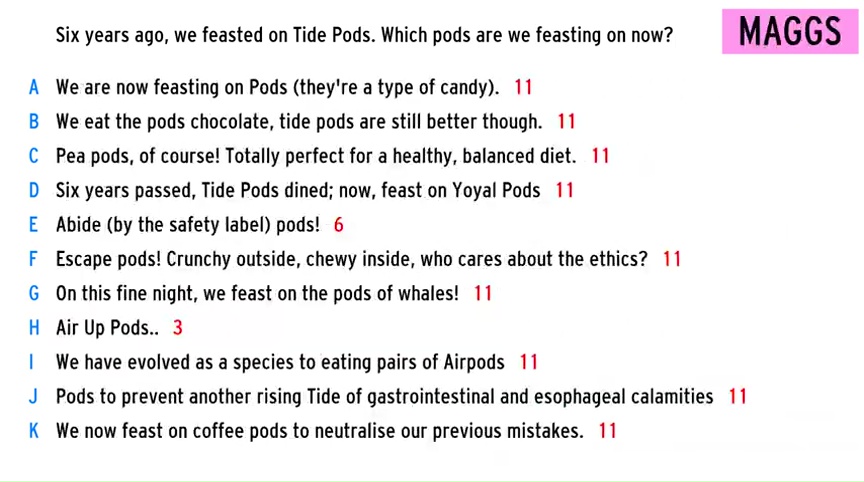 Six years ago, we feasted on Tide Pods. Which pods are we feasting on now?
MAGGS
A We are now feasting on Pods (they're a type of candy). 11
B We eat the pods chocolate, tide pods are still better though. 11
C Pea pods, of course! Totally perfect for a healthy, balanced diet. 11
D Six years passed, Tide Pods dined; now, feast on Yoyal Pods 11
E Abide (by the safety label) pods! 6
F Escape pods! Crunchy outside, chewy inside, who cares about the ethics? 11
G On this fine night, we feast on the pods of whales! 11
H Air Up Pods.. 3
I We have evolved as a species to eating pairs of Airpods 11
J Pods to prevent another rising Tide of gastrointestinal and esophageal calamities 11
K We now feast on coffee pods to neutralise our previous mistakes. 11